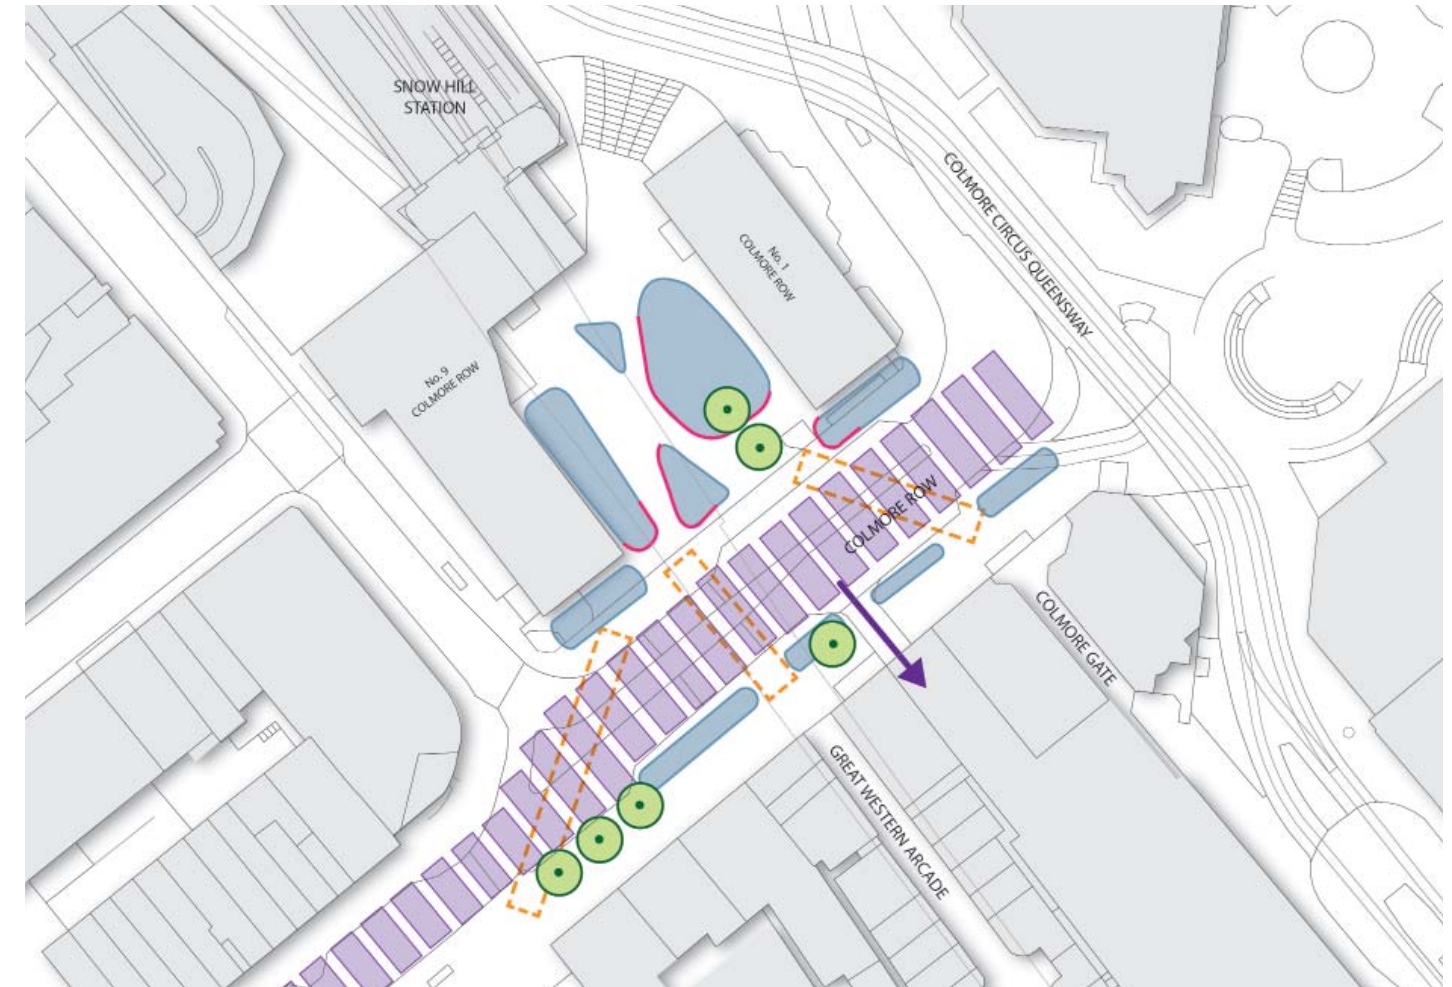 SNOW HILL
STATION
No. 1
COLMORE ROW
COLMORE CIRCUS QUEENSWAY
No. 9
COLMORE ROW
COLMORE ROW
COLMORE GATE
GREAT WESTERN ARCADE